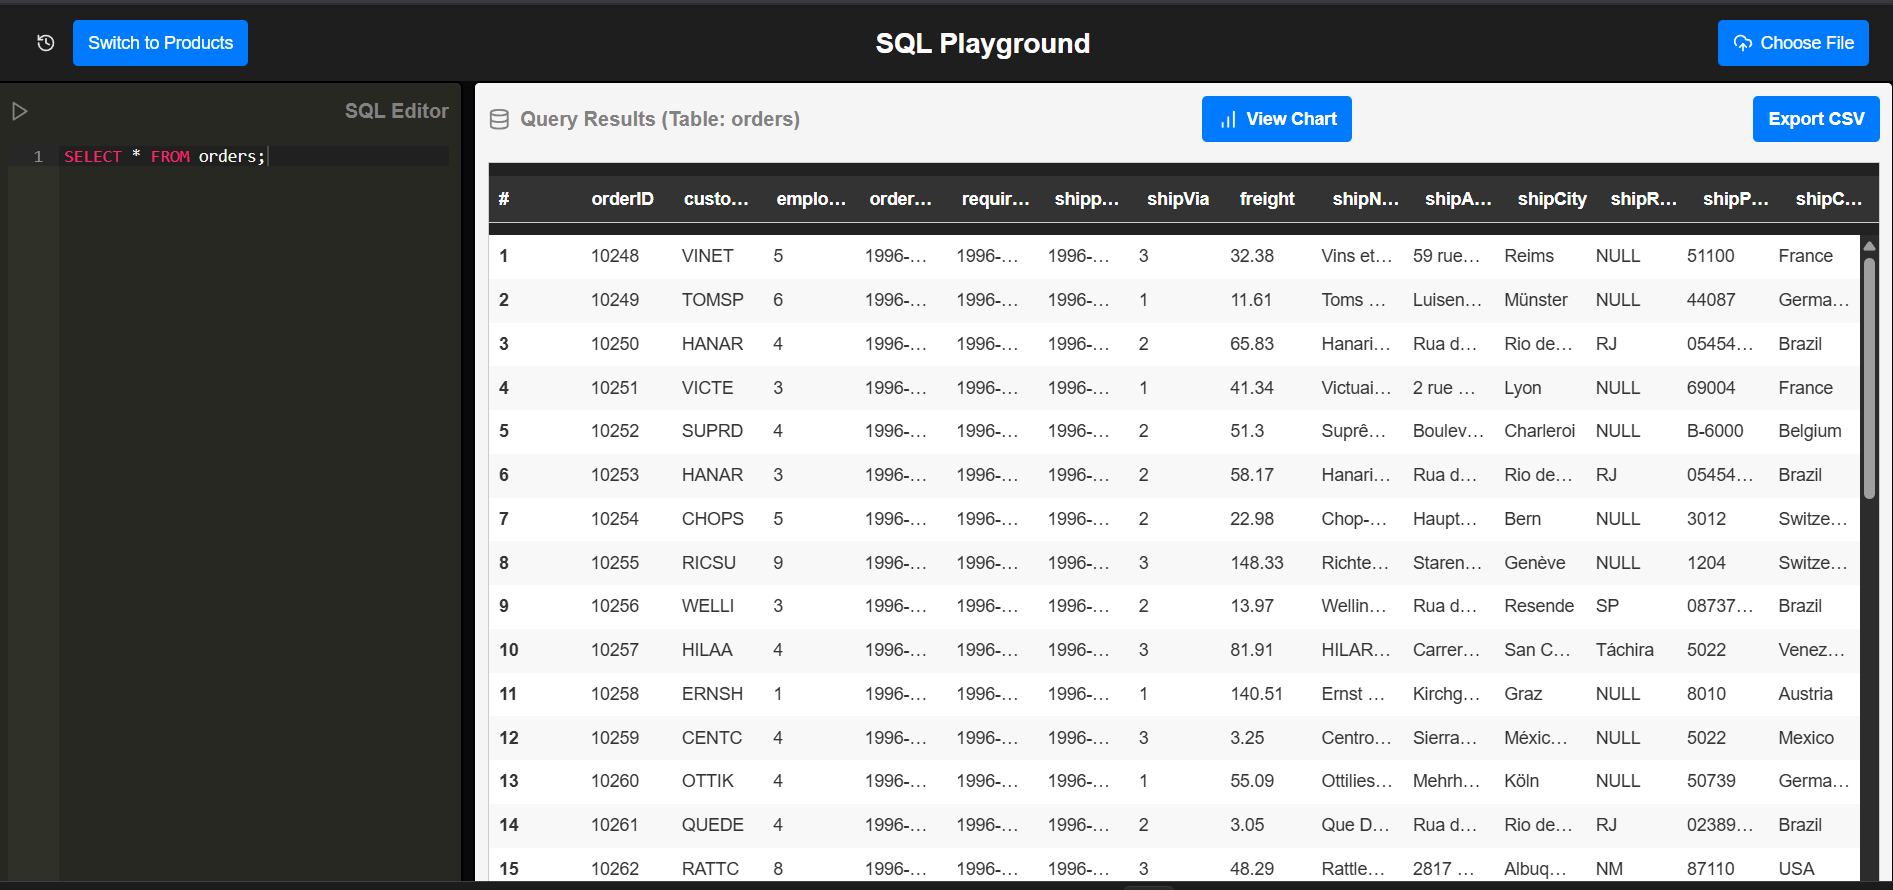 Switch to Products
SQL Playground
Choose File
SQL Editor
1 SELECT * FROM orders;
Query Results (Table: orders)
View Chart
Export CSV
# orderID custo... emplo... order... requir... shipp... shipVia freight shipN... shipA... shipCity shipR... shipP... shipC...
1 10248 VINET 5 1996-... 1996-... 1996-... 3 32.38 Vins et... 59 rue... Reims NULL 51100 France
2 10249 TOMSP 6 1996-... 1996-... 1996-... 1 11.61 Toms ... Luisen... Münster NULL 44087 Germa...
3 10250 HANAR 4 1996-... 1996-... 1996-... 2 65.83 Hanari... Rua d... Rio de... RJ 05454... Brazil
4 10251 VICTE 3 1996-... 1996-... 1996-... 1 41.34 Victuai... 2 rue ... Lyon NULL 69004 France
5 10252 SUPRD 4 1996-... 1996-... 1996-... 2 51.3 Suprê... Boulev... Charleroi NULL B-6000 Belgium
6 10253 HANAR 3 1996-... 1996-... 1996-... 2 58.17 Hanari... Rua d... Rio de... RJ 05454... Brazil
7 10254 CHOPS 5 1996-... 1996-... 1996-... 2 22.98 Chop-... Haupt... Bern NULL 3012 Switze...
8 10255 RICSU 9 1996-... 1996-... 1996-... 3 148.33 Richte... Staren... Genève NULL 1204 Switze...
9 10256 WELLI 3 1996-... 1996-... 1996-... 2 13.97 Wellin... Rua d... Resende SP 08737... Brazil
10 10257 HILAA 4 1996-... 1996-... 1996-... 3 81.91 HILAR... Carrer... San C... Táchira 5022 Venez...
11 10258 ERNSH 1 1996-... 1996-... 1996-... 1 140.51 Ernst ... Kirchg... Graz NULL 8010 Austria
12 10259 CENTC 4 1996-... 1996-... 1996-... 3 3.25 Centro... Sierra... Méxic... NULL 5022 Mexico
13 10260 OTTIK 4 1996-... 1996-... 1996-... 1 55.09 Ottilies... Mehrh... Köln NULL 50739 Germa...
14 10261 QUEDE 4 1996-... 1996-... 1996-... 2 3.05 Que D... Rua d... Rio de... RJ 02389... Brazil
15 10262 RATTC 8 1996-... 1996-... 1996-... 3 48.29 Rattle... 2817 ... Albuq... NM 87110 USA